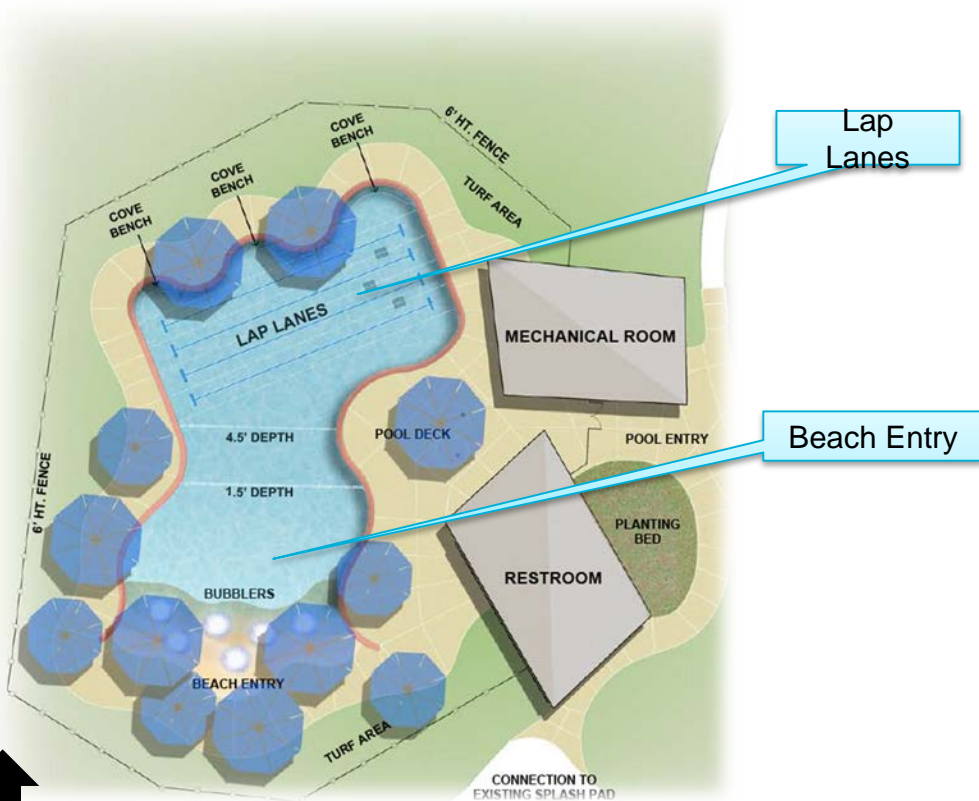 Lap
Lanes
6' HT. FENCE
COVE
BENCH
COVE
BENCH
COVE
BENCH
TURF AREA
LAP LANES
MECHANICAL ROOM
Beach Entry
4.5' DEPTH
POOL DECK
POOL ENTRY
1.5' DEPTH
6' HT. FENCE
PLANTING
BED
RESTROOM
BUBBLERS
BEACH ENTRY
TURF AREA
CONNECTION TO
EXISTING SPLASH PAD